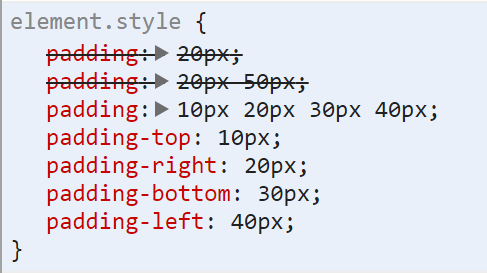 element.style {
padding: 20px;
padding: 20px 50px;
padding: 10px 20px 30px 40px;
padding-top: 10px;
padding-right: 20px;
padding-bottom: 30px;
padding-left: 40px;
}